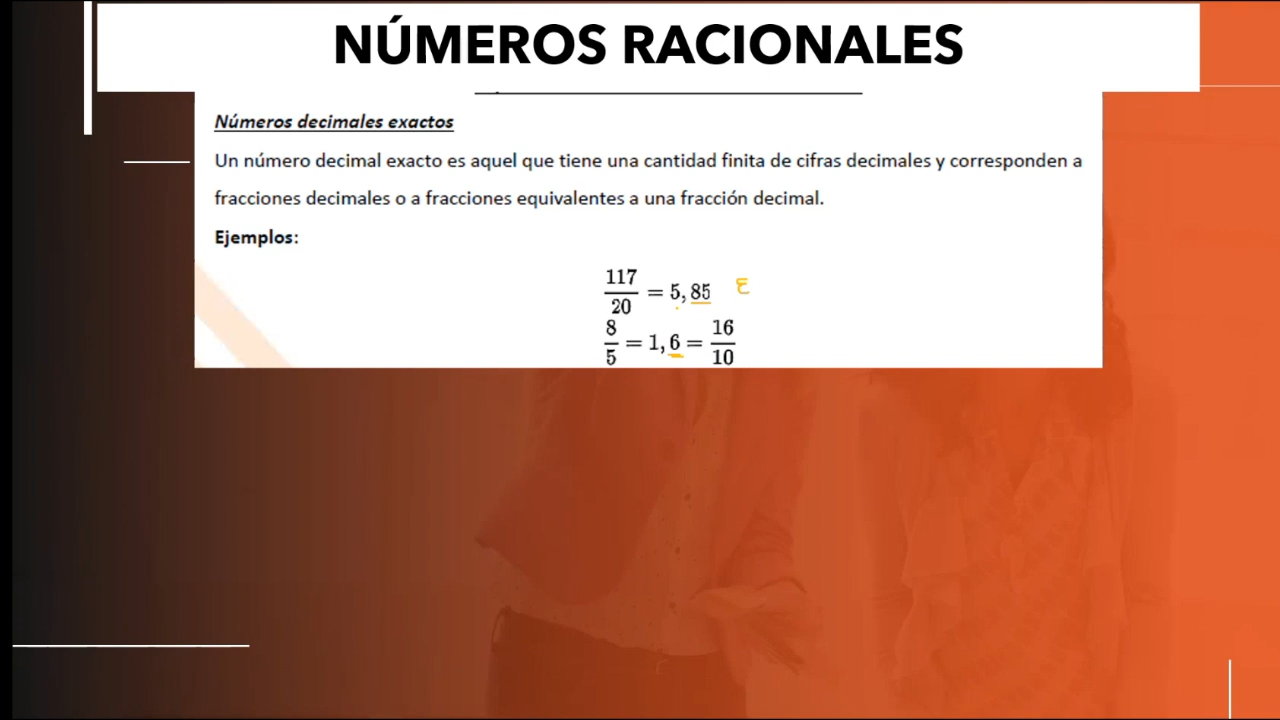 NÚMEROS RACIONALES
Números decimales exactos
Un número decimal exacto es aquel que tiene una cantidad finita de cifras decimales y corresponden a
fracciones decimales o a fracciones equivalentes a una fracción decimal.
Ejemplos:
117/20 = 5,85
8/5 = 1,6 = 16/10